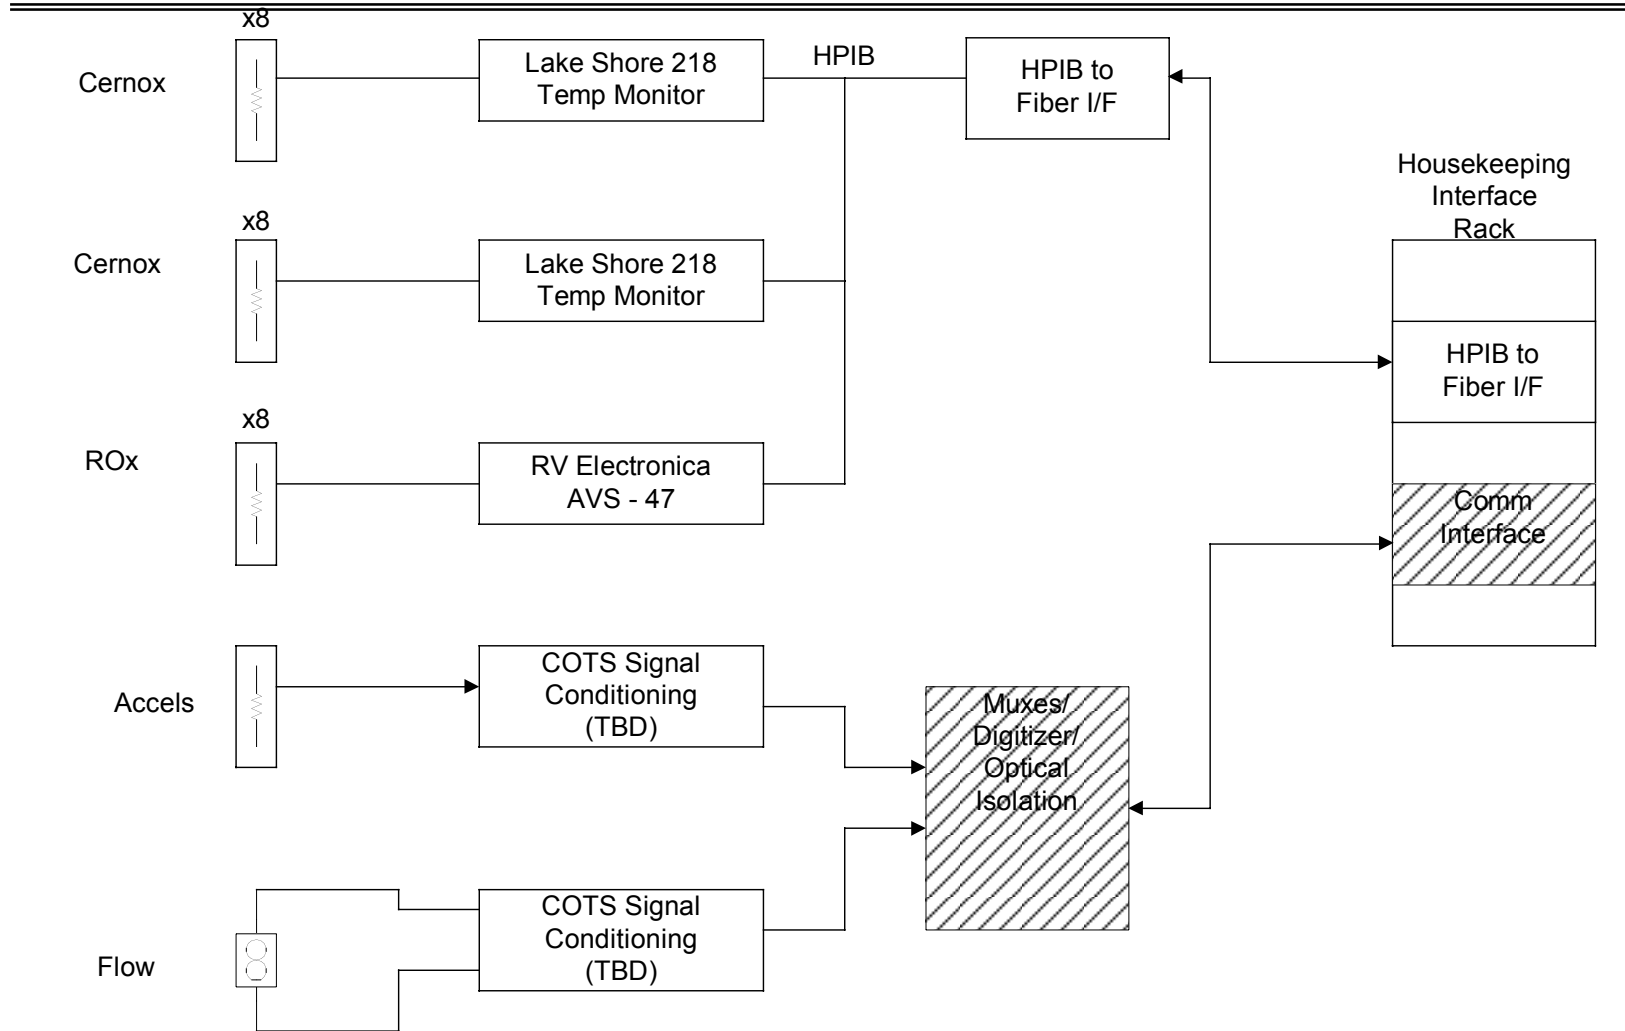 x8
Cernox
Lake Shore 218
Temp Monitor
HPIB
HPIB to
Fiber I/F
Housekeeping
Interface
Rack
x8
Cernox
Lake Shore 218
Temp Monitor
HPIB to
Fiber I/F
x8
ROx
RV Electronica
AVS - 47
Comm
Interface
Accels
COTS Signal
Conditioning
(TBD)
Muxes/
Digitizer/
Optical
Isolation
Flow
COTS Signal
Conditioning
(TBD)